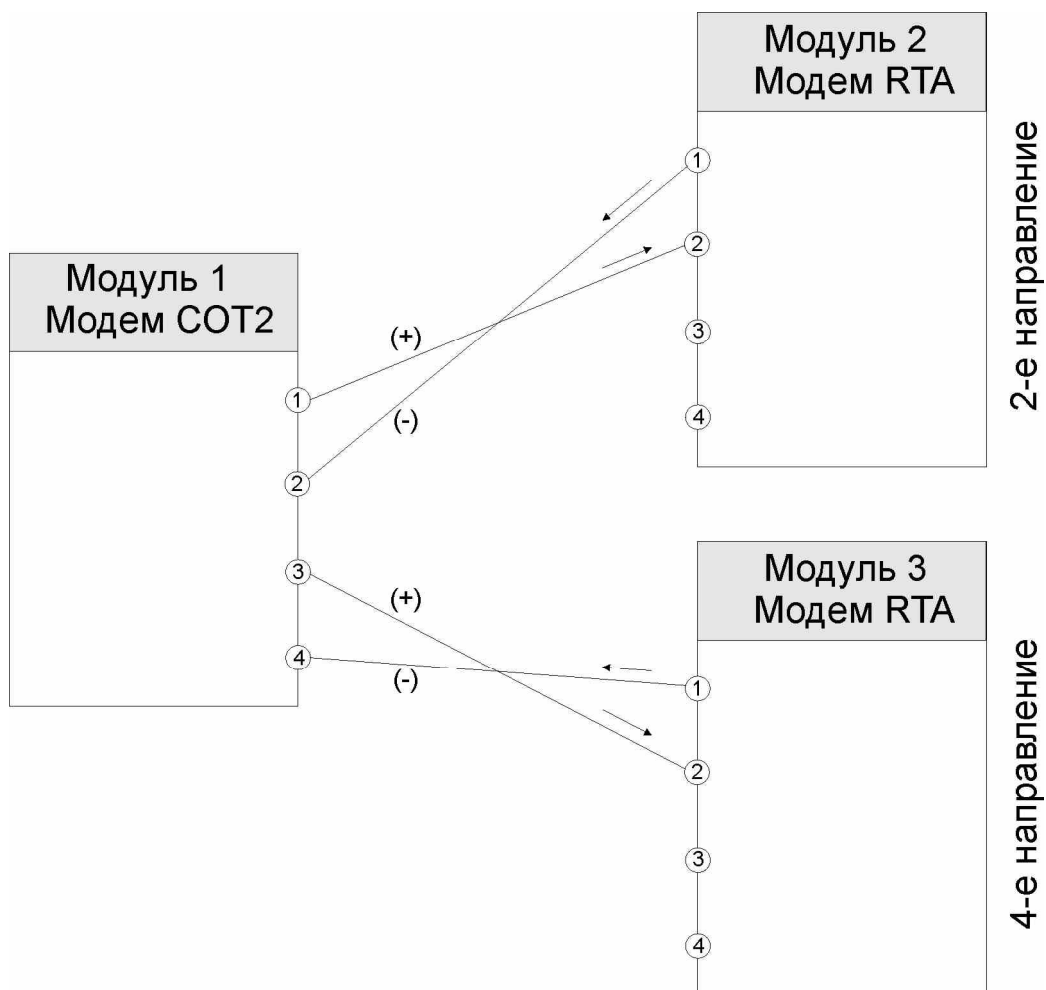 Модуль 1
Модем COT2
1
2
3
4
(+)
(-)
(+)
(-)
Модуль 2
Модем RTA
1
2
3
4
2-е направление
Модуль 3
Модем RTA
1
2
3
4
4-е направление